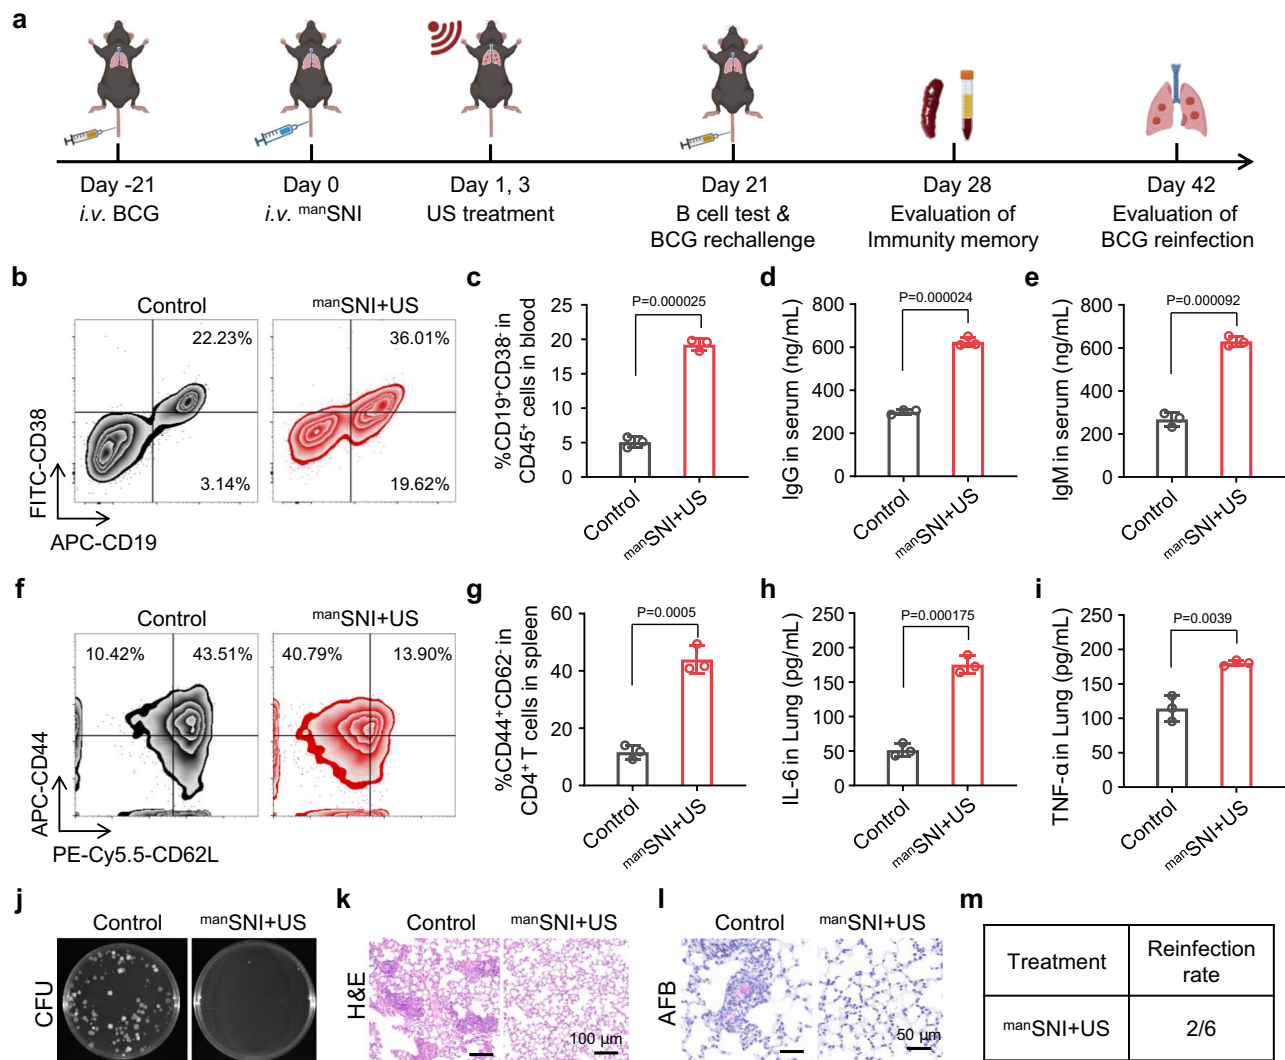 a
Day -21
i.v. BCG
Day 0
i.v. manSNI
Day 1, 3
US treatment
Day 21
B cell test &
BCG rechallenge
Day 28
Evaluation of
Immunity memory
Day 42
Evaluation of
BCG reinfection
b
Control
manSNI+US
22.23%
3.14%
36.01%
19.62%
FITC-CD38
APC-CD19
c
%CD19+CD38- in
CD45+ cells in blood
25
20
15
10
5
0
P=0.000025
Control
manSNI+US
d
IgG in serum (ng/mL)
800
600
400
200
0
P=0.000024
Control
manSNI+US
e
IgM in serum (ng/mL)
800
600
400
200
0
P=0.000092
Control
manSNI+US
f
Control
manSNI+US
10.42%
43.51%
40.79%
13.90%
APC-CD44
PE-Cy5.5-CD62L
g
%CD44+CD62- in
CD4+ T cells in spleen
60
40
20
0
P=0.0005
Control
manSNI+US
h
IL-6 in Lung (pg/mL)
250
200
150
100
50
0
P=0.000175
Control
manSNI+US
i
TNF-αin Lung (pg/mL)
250
200
150
100
50
0
P=0.0039
Control
manSNI+US
j
Control
manSNI+US
CFU
k
Control
manSNI+US
H&E
100 μm
l
Control
manSNI+US
AFB
50 μm
m
Treatment
Reinfection
rate
manSNI+US
2/6